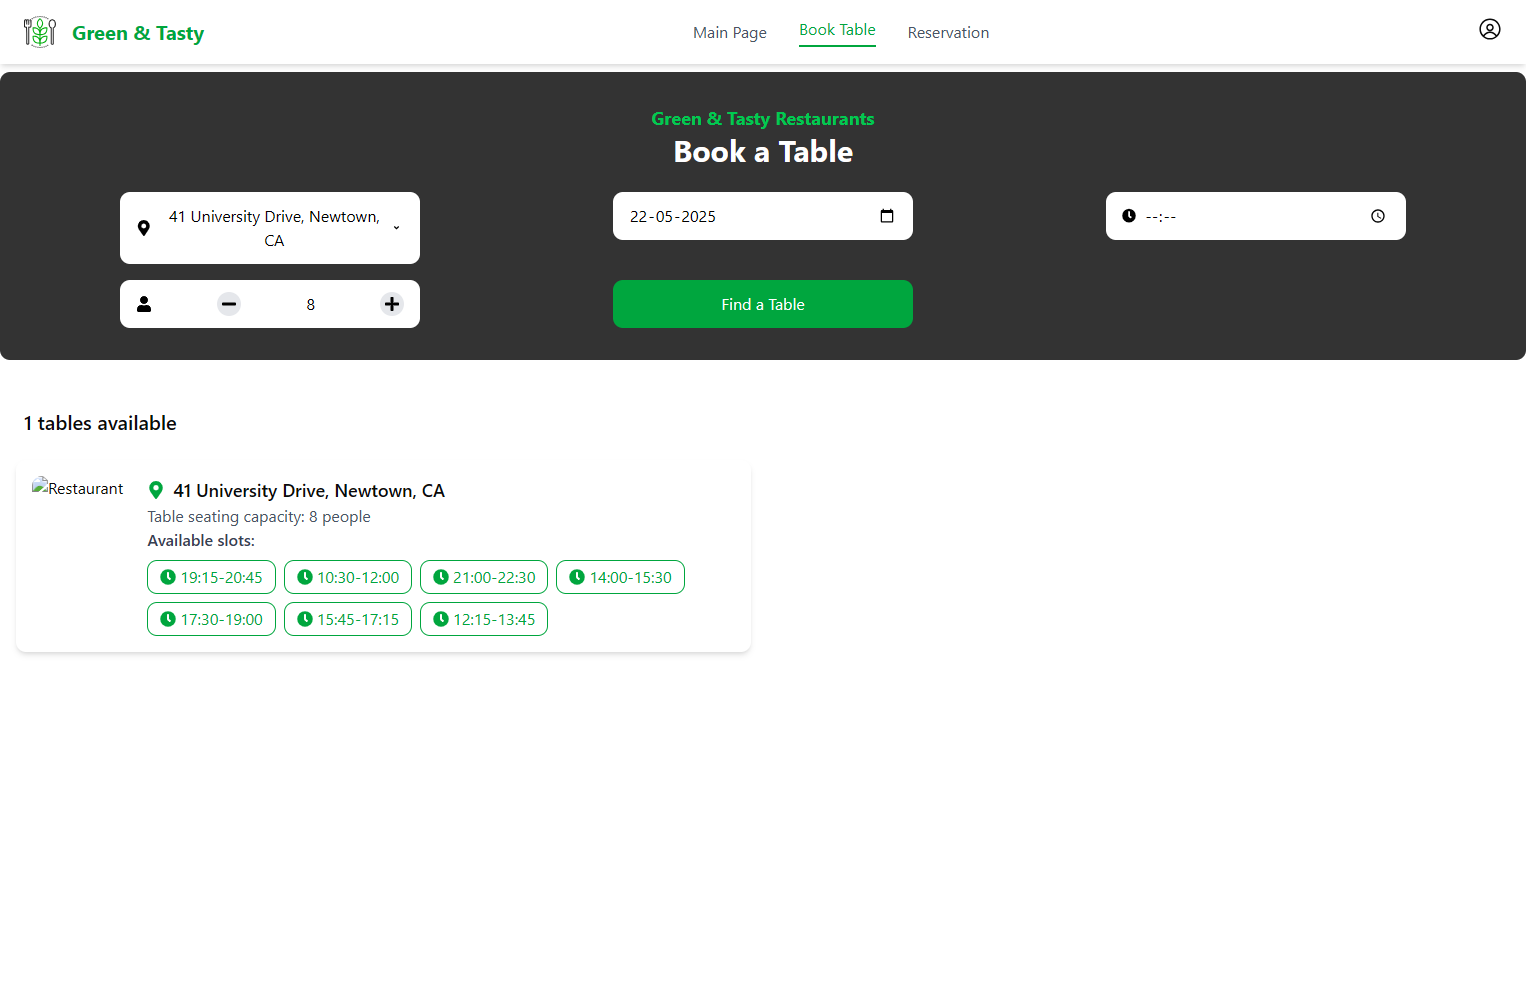 Green & Tasty
Main Page
Book Table
Reservation
Green & Tasty Restaurants
Book a Table
41 University Drive, Newtown,
CA
22-05-2025
--:--
8
Find a Table
1 tables available
Restaurant
41 University Drive, Newtown, CA
Table seating capacity: 8 people
Available slots:
19:15-20:45
10:30-12:00
21:00-22:30
14:00-15:30
17:30-19:00
15:45-17:15
12:15-13:45